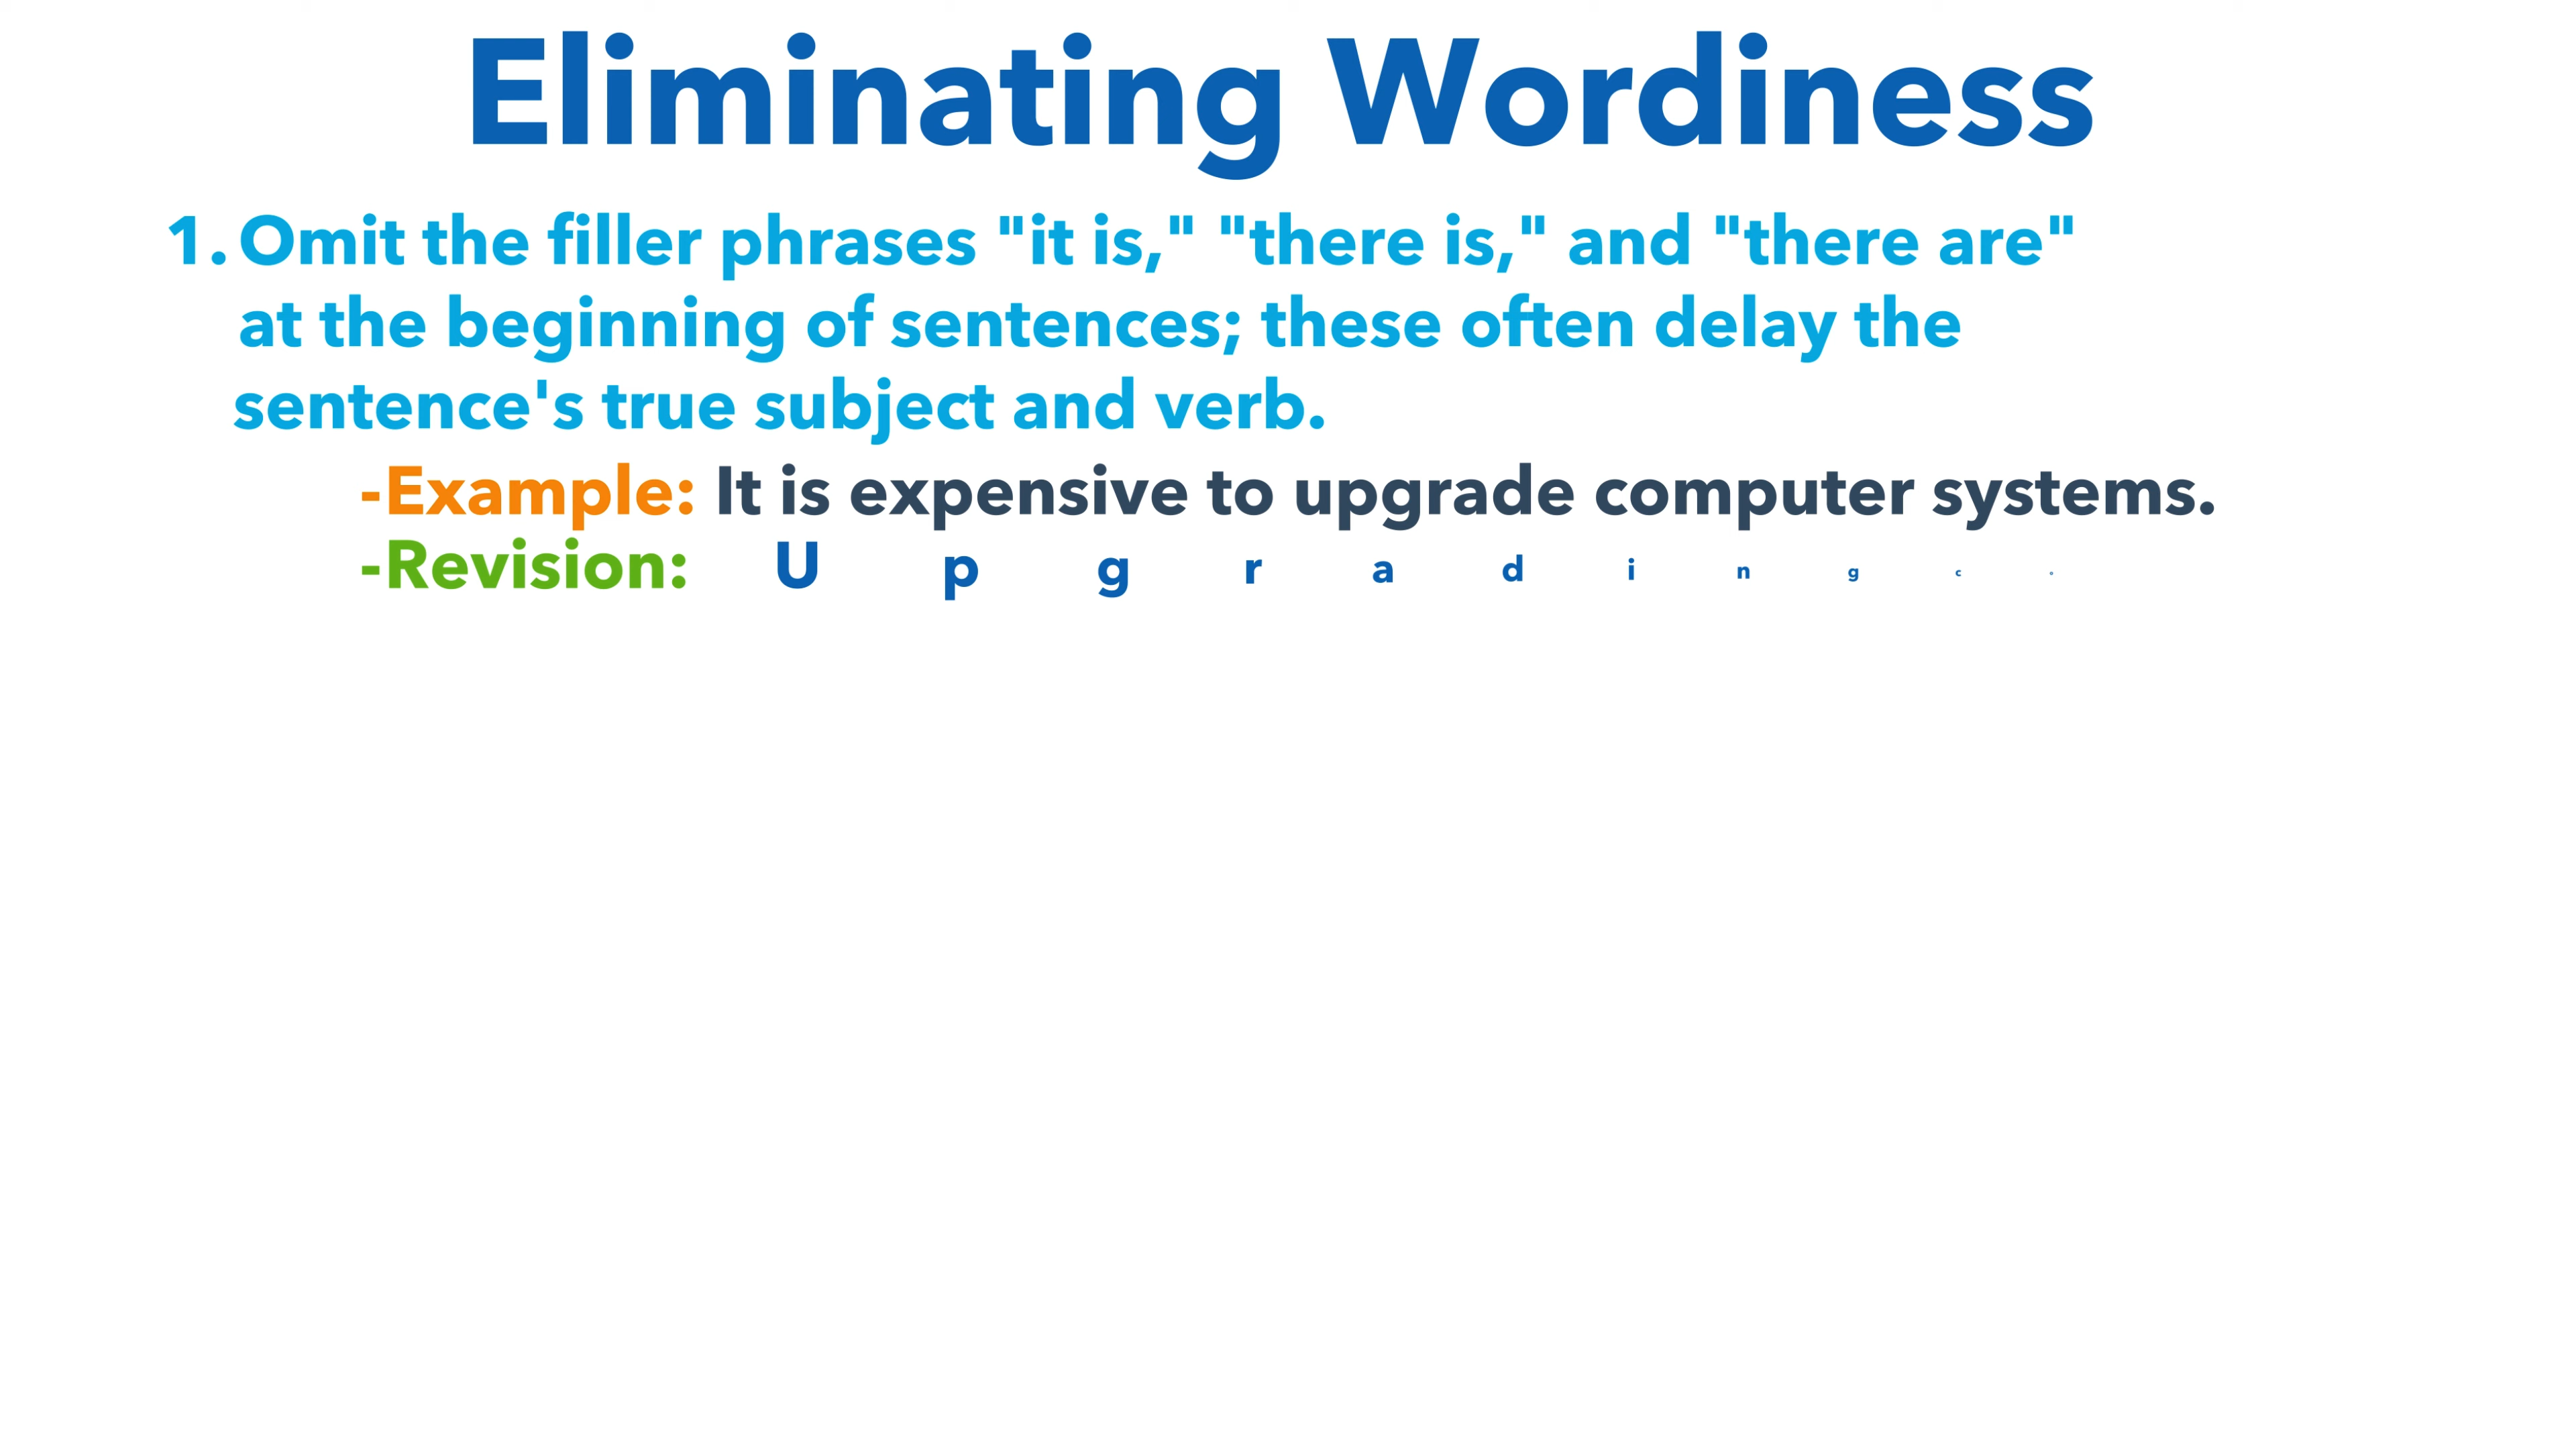 Eliminating Wordiness
1. Omit the filler phrases "it is," "there is," and "there are"
at the beginning of sentences; these often delay the
sentence's true subject and verb.
-Example: It is expensive to upgrade computer systems.
-Revision: Upgrading c